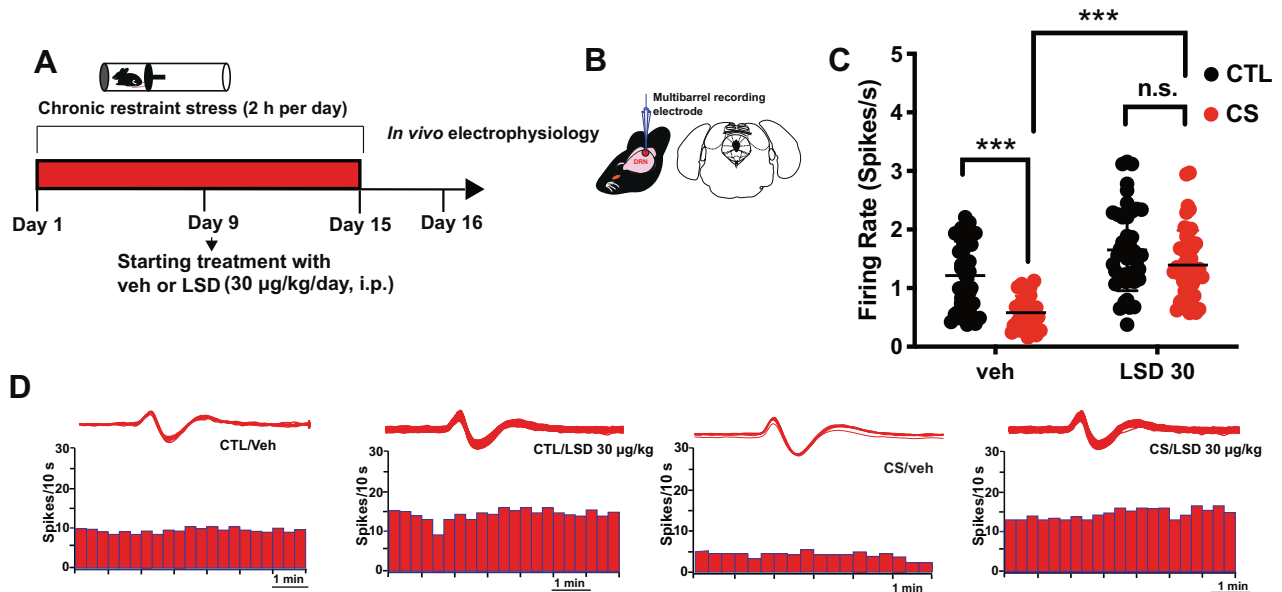 A
Chronic restraint stress (2 h per day)
In vivo electrophysiology
Day 1
Day 9
Day 15
Day 16
Starting treatment with
veh or LSD (30 µg/kg/day, i.p.)
B
Multibarrel recording
electrode
DRN
C
***
CTL
CS
n.s.
***
Firing Rate (Spikes/s)
5
4
3
2
1
0
veh
LSD 30
D
CTL/Veh
Spikes/10 s
30
20
10
0
1 min
CTL/LSD 30 µg/kg
Spikes/10 s
30
20
10
0
1 min
CS/veh
Spikes/10 s
30
20
10
0
1 min
CS/LSD 30 µg/kg
Spikes/10 s
30
20
10
0
1 min